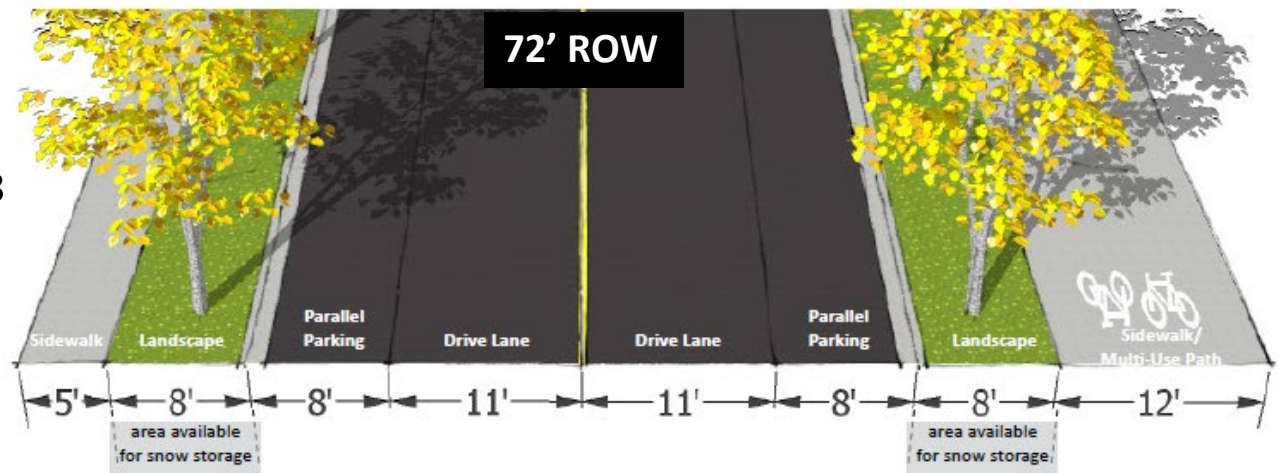 72’ ROW
3
Parallel
Parking
Parallel
Parking
Sidewalk
Landscape
Drive Lane
Drive Lane
Landscape
Sidewalk/
Multi-Use Path
5' 8' 8' 11' 11' 8' 8' 12'
area available
for snow storage
area available
for snow storage